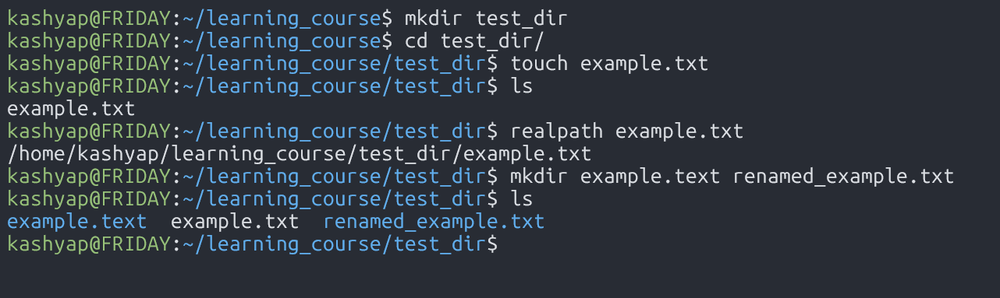 kashyap@FRIDAY:~/learning_course$ mkdir test_dir
kashyap@FRIDAY:~/learning_course$ cd test_dir/
kashyap@FRIDAY:~/learning_course/test_dir$ touch example.txt
kashyap@FRIDAY:~/learning_course/test_dir$ ls
example.txt
kashyap@FRIDAY:~/learning_course/test_dir$ realpath example.txt
/home/kashyap/learning_course/test_dir/example.txt
kashyap@FRIDAY:~/learning_course/test_dir$ mkdir example.text renamed_example.txt
kashyap@FRIDAY:~/learning_course/test_dir$ ls
example.text  example.txt  renamed_example.txt
kashyap@FRIDAY:~/learning_course/test_dir$